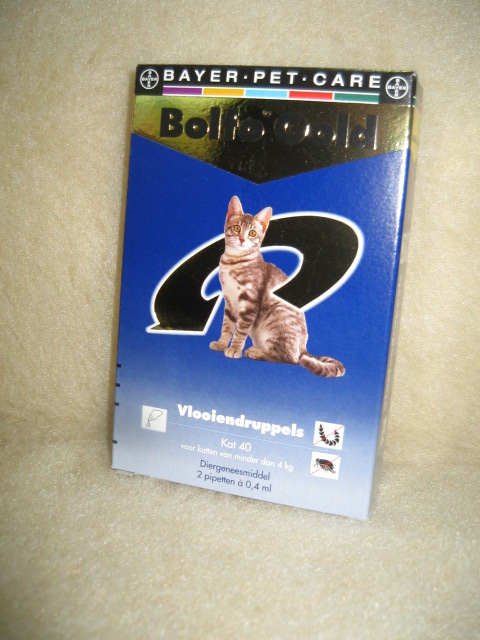 BAYER BAYER·PET·CARE BAYER
Bolfo Gold
Vlooiendruppels
Kat 40
voor katten van minder dan 4 kg
Diergeneesmiddel
2 pipetten à 0,4 ml